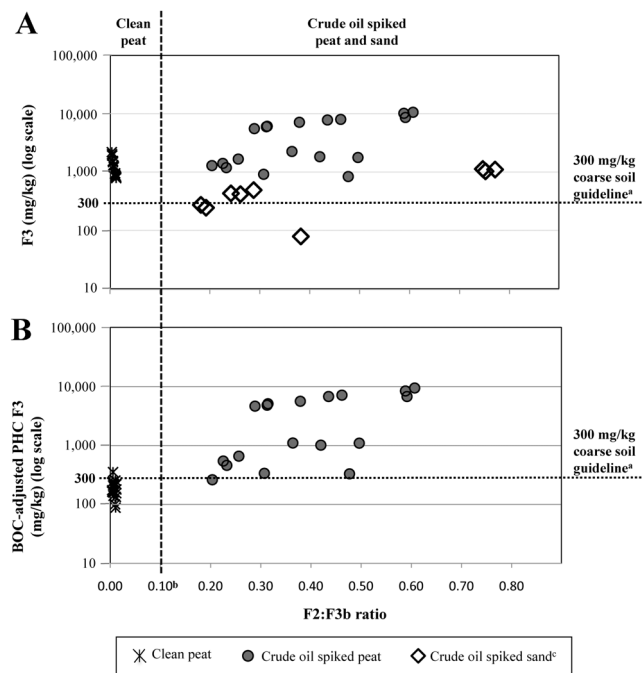 A
Clean
peat
Crude oil spiked
peat and sand
F3 (mg/kg) (log scale)
100,000
10,000
1,000
300
100
10
300 mg/kg
coarse soil
guidelineᵃ
B
BOC-adjusted PHC F3
(mg/kg) (log scale)
100,000
10,000
1,000
300
100
10
300 mg/kg
coarse soil
guidelineᵃ
0.00 0.10ᵇ 0.20 0.30 0.40 0.50 0.60 0.70 0.80
F2:F3b ratio
Clean peat Crude oil spiked peat Crude oil spiked sandᶜ